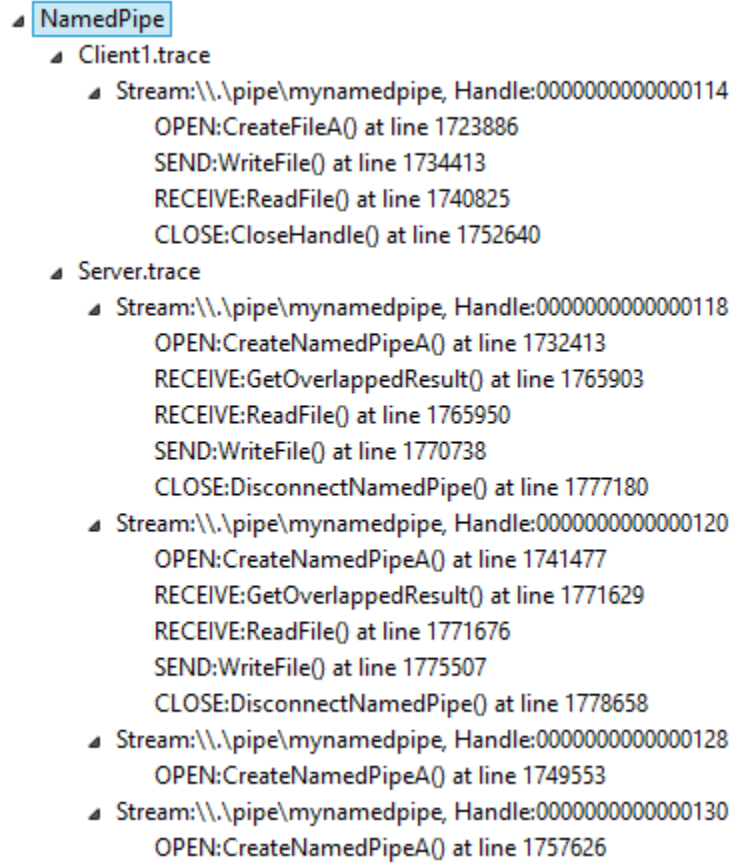 NamedPipe
Client1.trace
Stream:\\.\pipe\mynamedpipe, Handle:0000000000000114
OPEN:CreateFileA() at line 1723886
SEND:WriteFile() at line 1734413
RECEIVE:ReadFile() at line 1740825
CLOSE:CloseHandle() at line 1752640
Server.trace
Stream:\\.\pipe\mynamedpipe, Handle:0000000000000118
OPEN:CreateNamedPipeA() at line 1732413
RECEIVE:GetOverlappedResult() at line 1765903
RECEIVE:ReadFile() at line 1765950
SEND:WriteFile() at line 1770738
CLOSE:DisconnectNamedPipe() at line 1777180
Stream:\\.\pipe\mynamedpipe, Handle:0000000000000120
OPEN:CreateNamedPipeA() at line 1741477
RECEIVE:GetOverlappedResult() at line 1771629
RECEIVE:ReadFile() at line 1771676
SEND:WriteFile() at line 1775507
CLOSE:DisconnectNamedPipe() at line 1778658
Stream:\\.\pipe\mynamedpipe, Handle:0000000000000128
OPEN:CreateNamedPipeA() at line 1749553
Stream:\\.\pipe\mynamedpipe, Handle:0000000000000130
OPEN:CreateNamedPipeA() at line 1757626